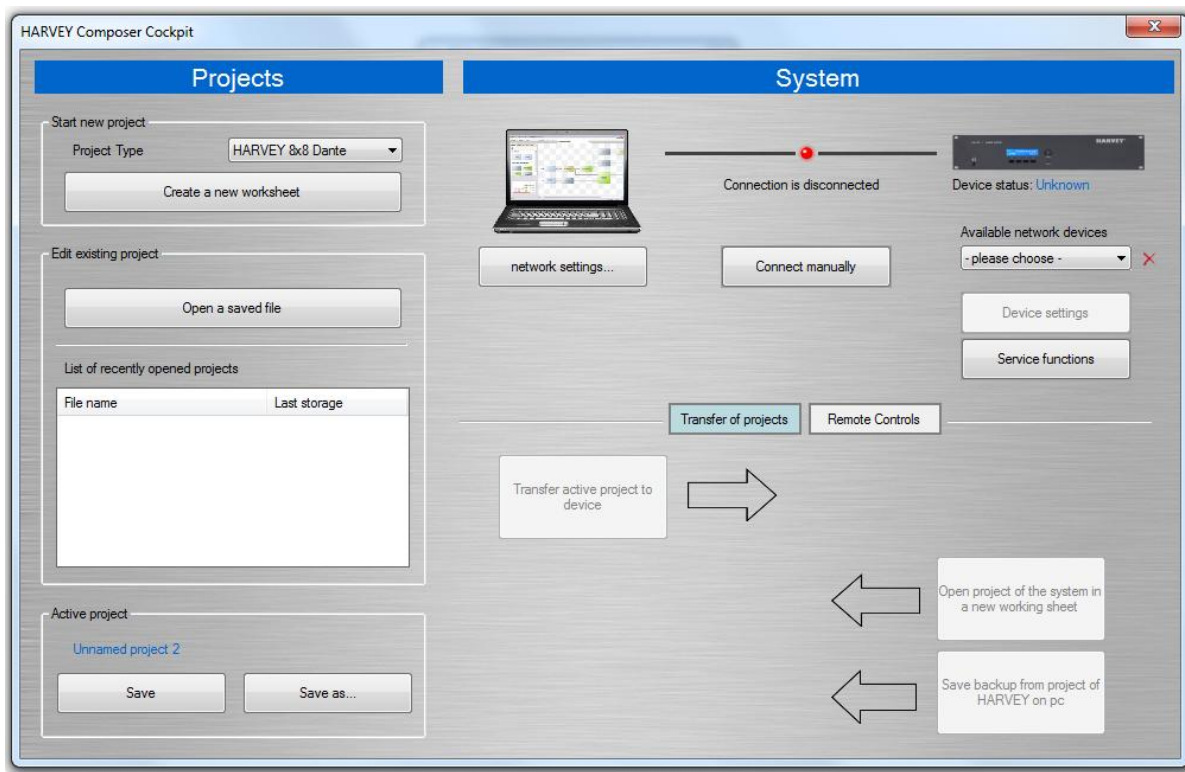 HARVEY Composer Cockpit
Projects
System
Start new project
Project Type
HARVEY 8x8 Dante
Create a new worksheet
Edit existing project
Open a saved file
List of recently opened projects
File name
Last storage
Active project
Unnamed project 2
Save
Save as...
Connection is disconnected
HARVEY
Device status: Unknown
Available network devices
network settings...
Connect manually
- please choose -
Device settings
Service functions
Transfer of projects
Remote Controls
Transfer active project to
device
Open project of the system in
a new working sheet
Save backup from project of
HARVEY on pc